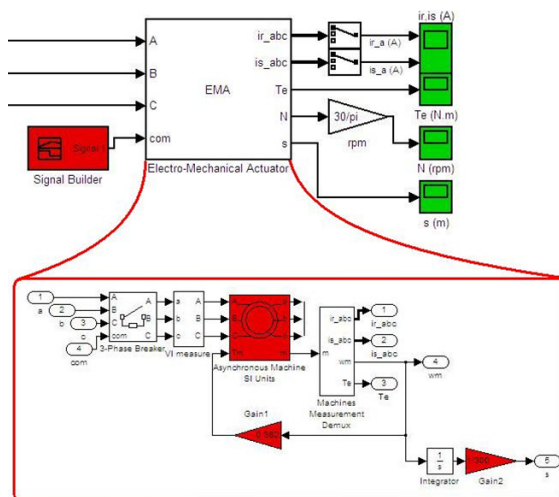 ir.is (A)
A
ir_abc
ir_a (A)
B
is_abc
is_a (A)
EMA
Te
Te (N.m)
C
N
30/pi
rpm
N (rpm)
com
s
s (m)
Signal 1
Signal Builder
Electro-Mechanical Actuator
1
a
2
b
3
c
4
com
A
B
C
com
A
B
C
3-Phase Breaker
a
b
c
A
B
C
VI measure
A
B
C
Tm
a
b
c
m
Asynchronous Machine
SI Units
m
ir_abc
is_abc
wm
Te
Machines
Measurement
Demux
1
ir_abc
2
is_abc
4
wm
3
Te
Gain1
1
s
Integrator
Gain2
5
s